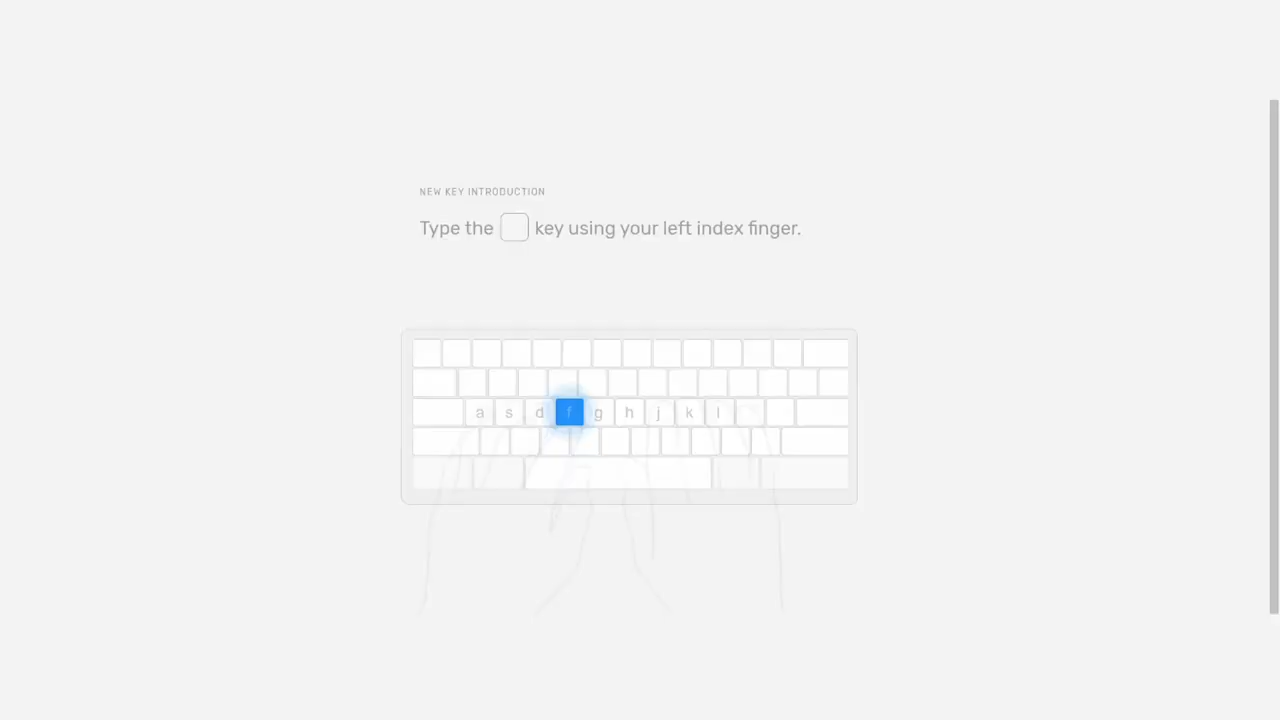 NEW KEY INTRODUCTION
Type the key using your left index finger.
a s d f g h j k l